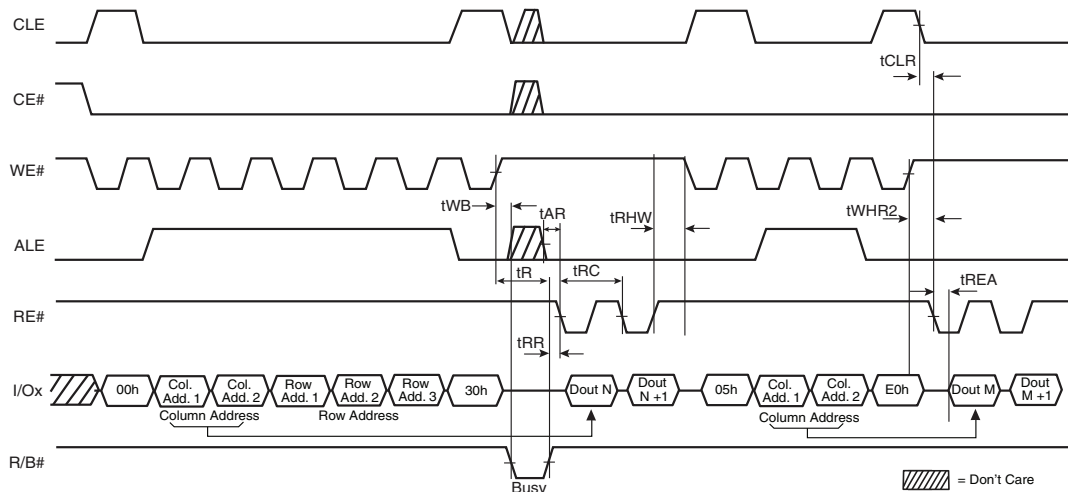 CLE
tCLR
CE#
WE#
tWB
tAR
tRHW
tWHR2
ALE
tR
tRC
tREA
RE#
tRR
I/Ox
00h
Col. Add. 1
Col. Add. 2
Row Add. 1
Row Add. 2
Row Add. 3
30h
Dout N
Dout N +1
05h
Col. Add. 1
Col. Add. 2
E0h
Dout M
Dout M +1
Column Address
Row Address
Column Address
R/B#
Busy
= Don't Care